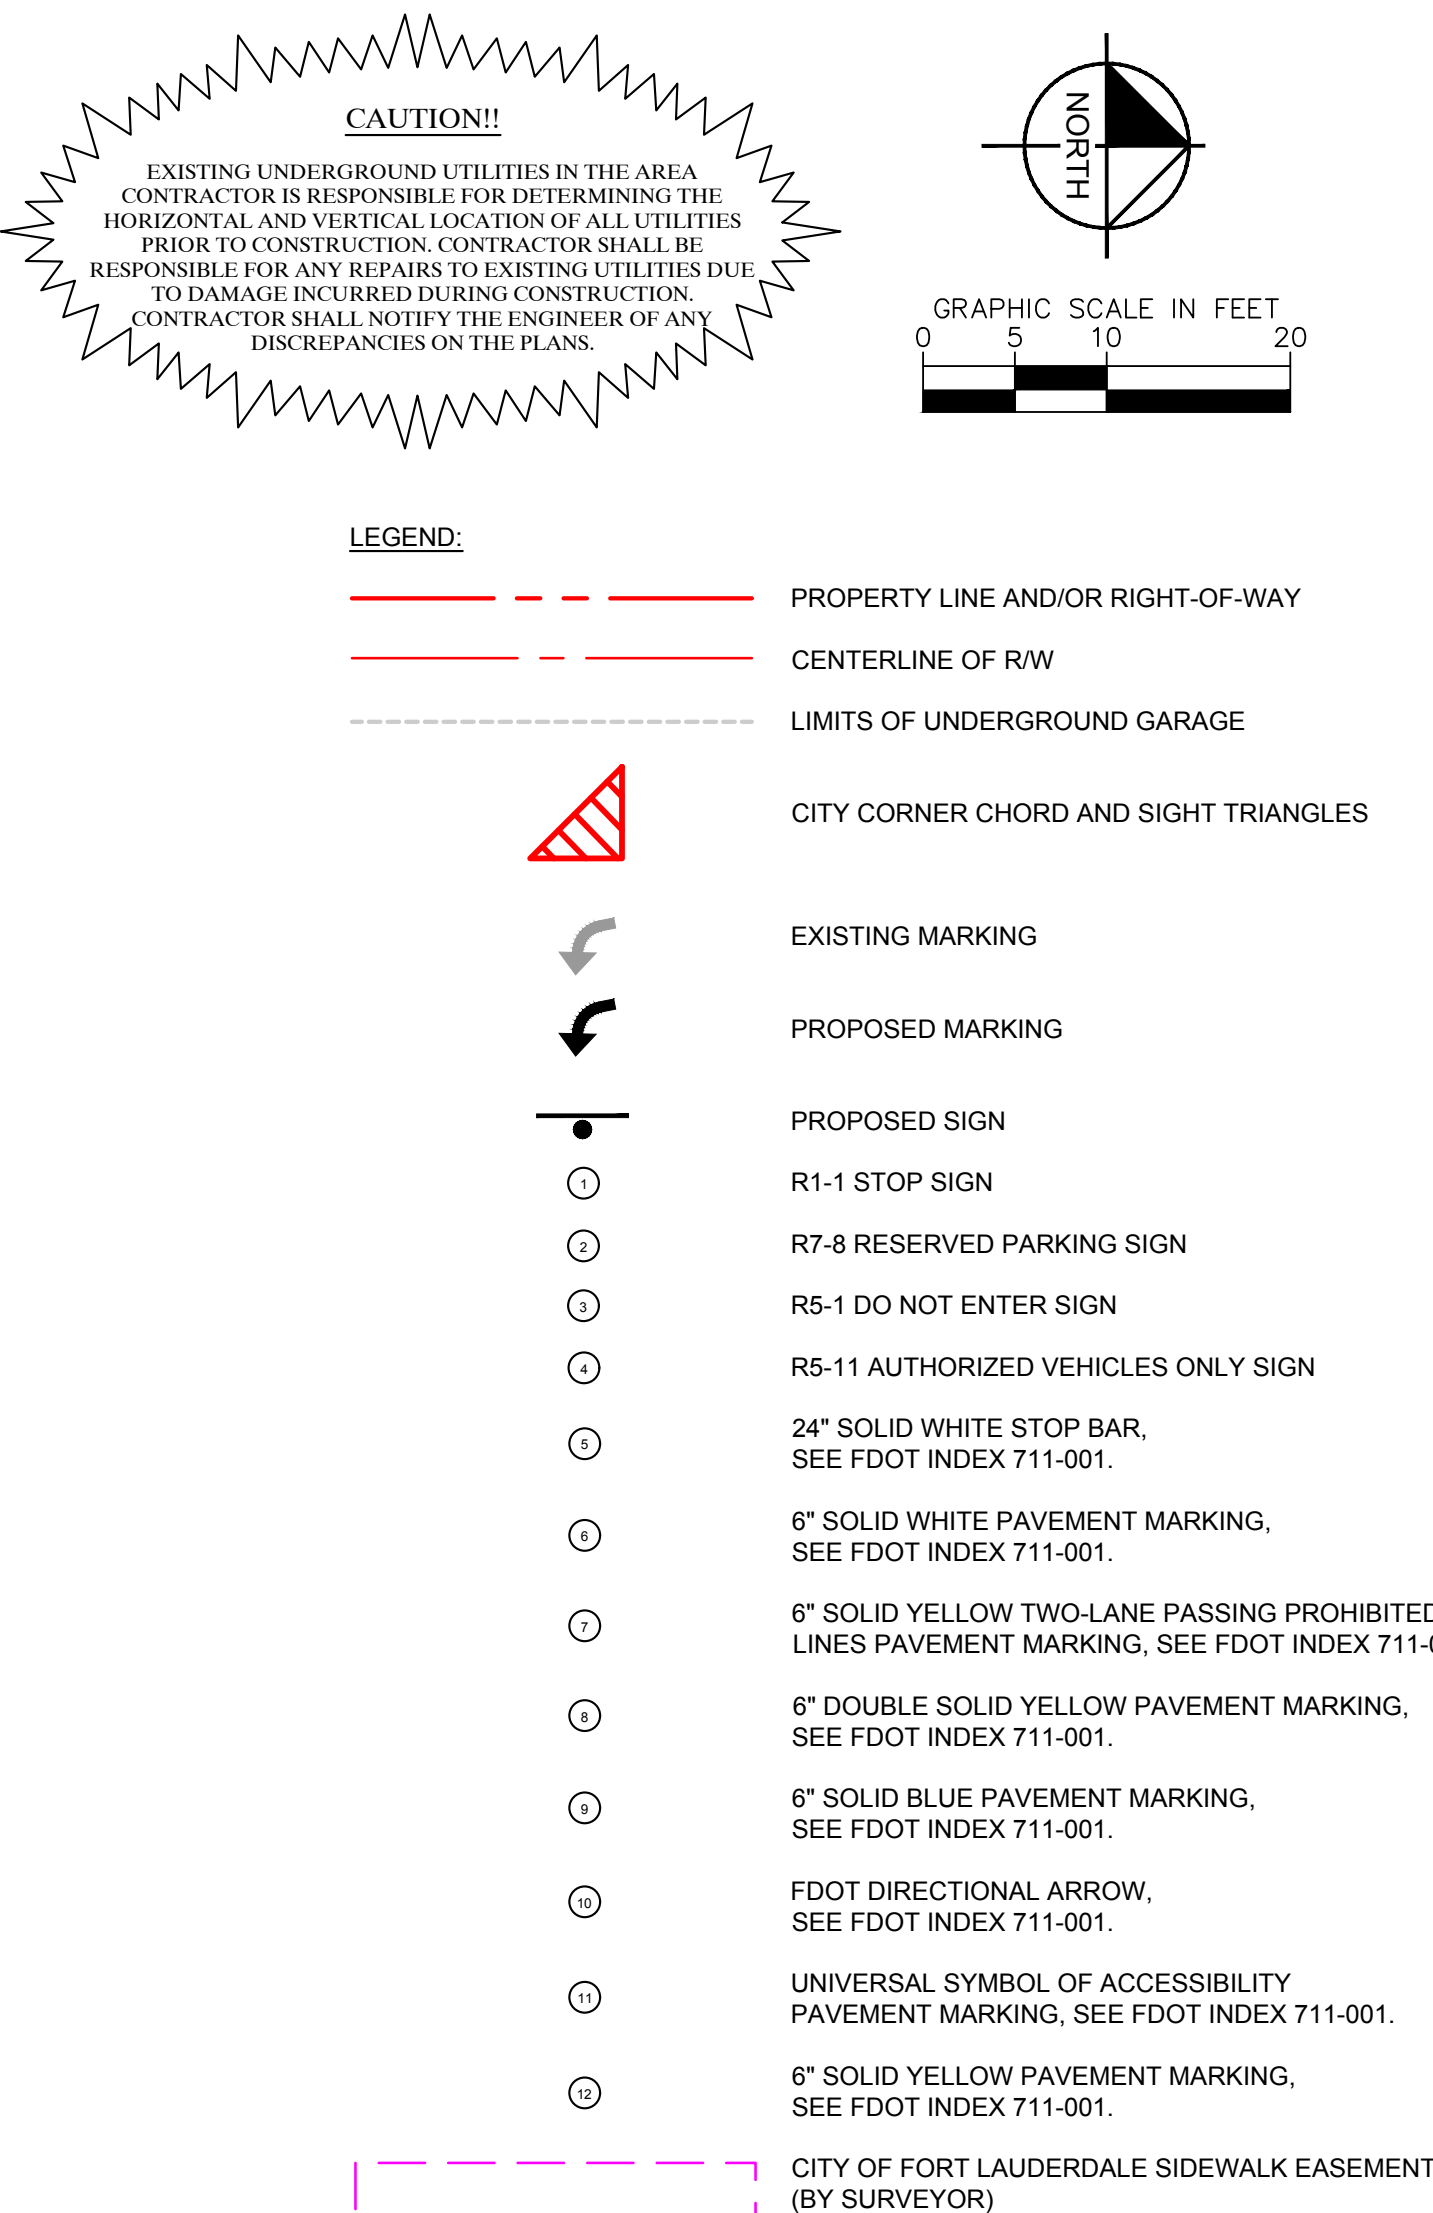 CAUTION!!
EXISTING UNDERGROUND UTILITIES IN THE AREA
CONTRACTOR IS RESPONSIBLE FOR DETERMINING THE
HORIZONTAL AND VERTICAL LOCATION OF ALL UTILITIES
PRIOR TO CONSTRUCTION. CONTRACTOR SHALL BE
RESPONSIBLE FOR ANY REPAIRS TO EXISTING UTILITIES DUE
TO DAMAGE INCURRED DURING CONSTRUCTION.
CONTRACTOR SHALL NOTIFY THE ENGINEER OF ANY
DISCREPANCIES ON THE PLANS.
NORTH
GRAPHIC SCALE IN FEET
0 5 10 20
LEGEND:
PROPERTY LINE AND/OR RIGHT-OF-WAY
CENTERLINE OF R/W
LIMITS OF UNDERGROUND GARAGE
CITY CORNER CHORD AND SIGHT TRIANGLES
EXISTING MARKING
PROPOSED MARKING
PROPOSED SIGN
1 R1-1 STOP SIGN
2 R7-8 RESERVED PARKING SIGN
3 R5-1 DO NOT ENTER SIGN
4 R5-11 AUTHORIZED VEHICLES ONLY SIGN
5 24" SOLID WHITE STOP BAR,
SEE FDOT INDEX 711-001.
6 6" SOLID WHITE PAVEMENT MARKING,
SEE FDOT INDEX 711-001.
7 6" SOLID YELLOW TWO-LANE PASSING PROHIBITED
LINES PAVEMENT MARKING, SEE FDOT INDEX 711-
8 6" DOUBLE SOLID YELLOW PAVEMENT MARKING,
SEE FDOT INDEX 711-001.
9 6" SOLID BLUE PAVEMENT MARKING,
SEE FDOT INDEX 711-001.
10 FDOT DIRECTIONAL ARROW,
SEE FDOT INDEX 711-001.
11 UNIVERSAL SYMBOL OF ACCESSIBILITY
PAVEMENT MARKING, SEE FDOT INDEX 711-001.
12 6" SOLID YELLOW PAVEMENT MARKING,
SEE FDOT INDEX 711-001.
CITY OF FORT LAUDERDALE SIDEWALK EASEMENT
(BY SURVEYOR)